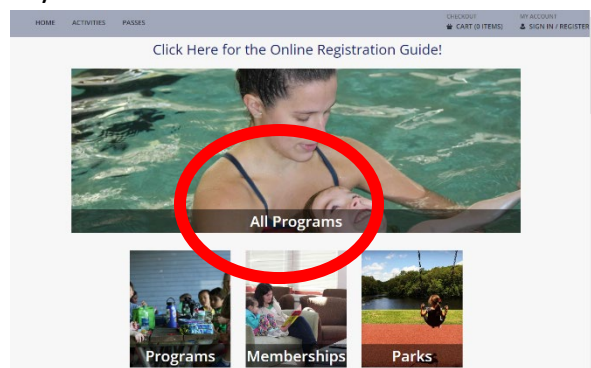 HOME ACTIVITIES PASSES
CHECKOUT
CART (0 ITEMS)
MY ACCOUNT
SIGN IN / REGISTER
Click Here for the Online Registration Guide!
All Programs
Programs
Memberships
Parks